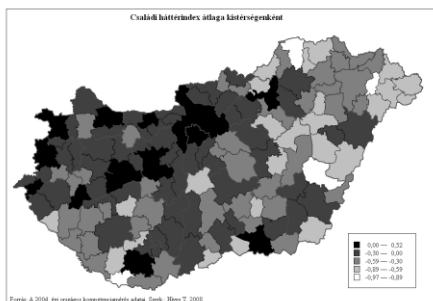 Családi háttérindex átlaga kistérségenként
0,00 — 0,52
-0,30 — 0,00
-0,59 — -0,30
-0,89 — -0,59
-0,97 — -0,89
Forrás: A 2004. évi országos kompetenciamérés adatai. Szerk.: T. 2008